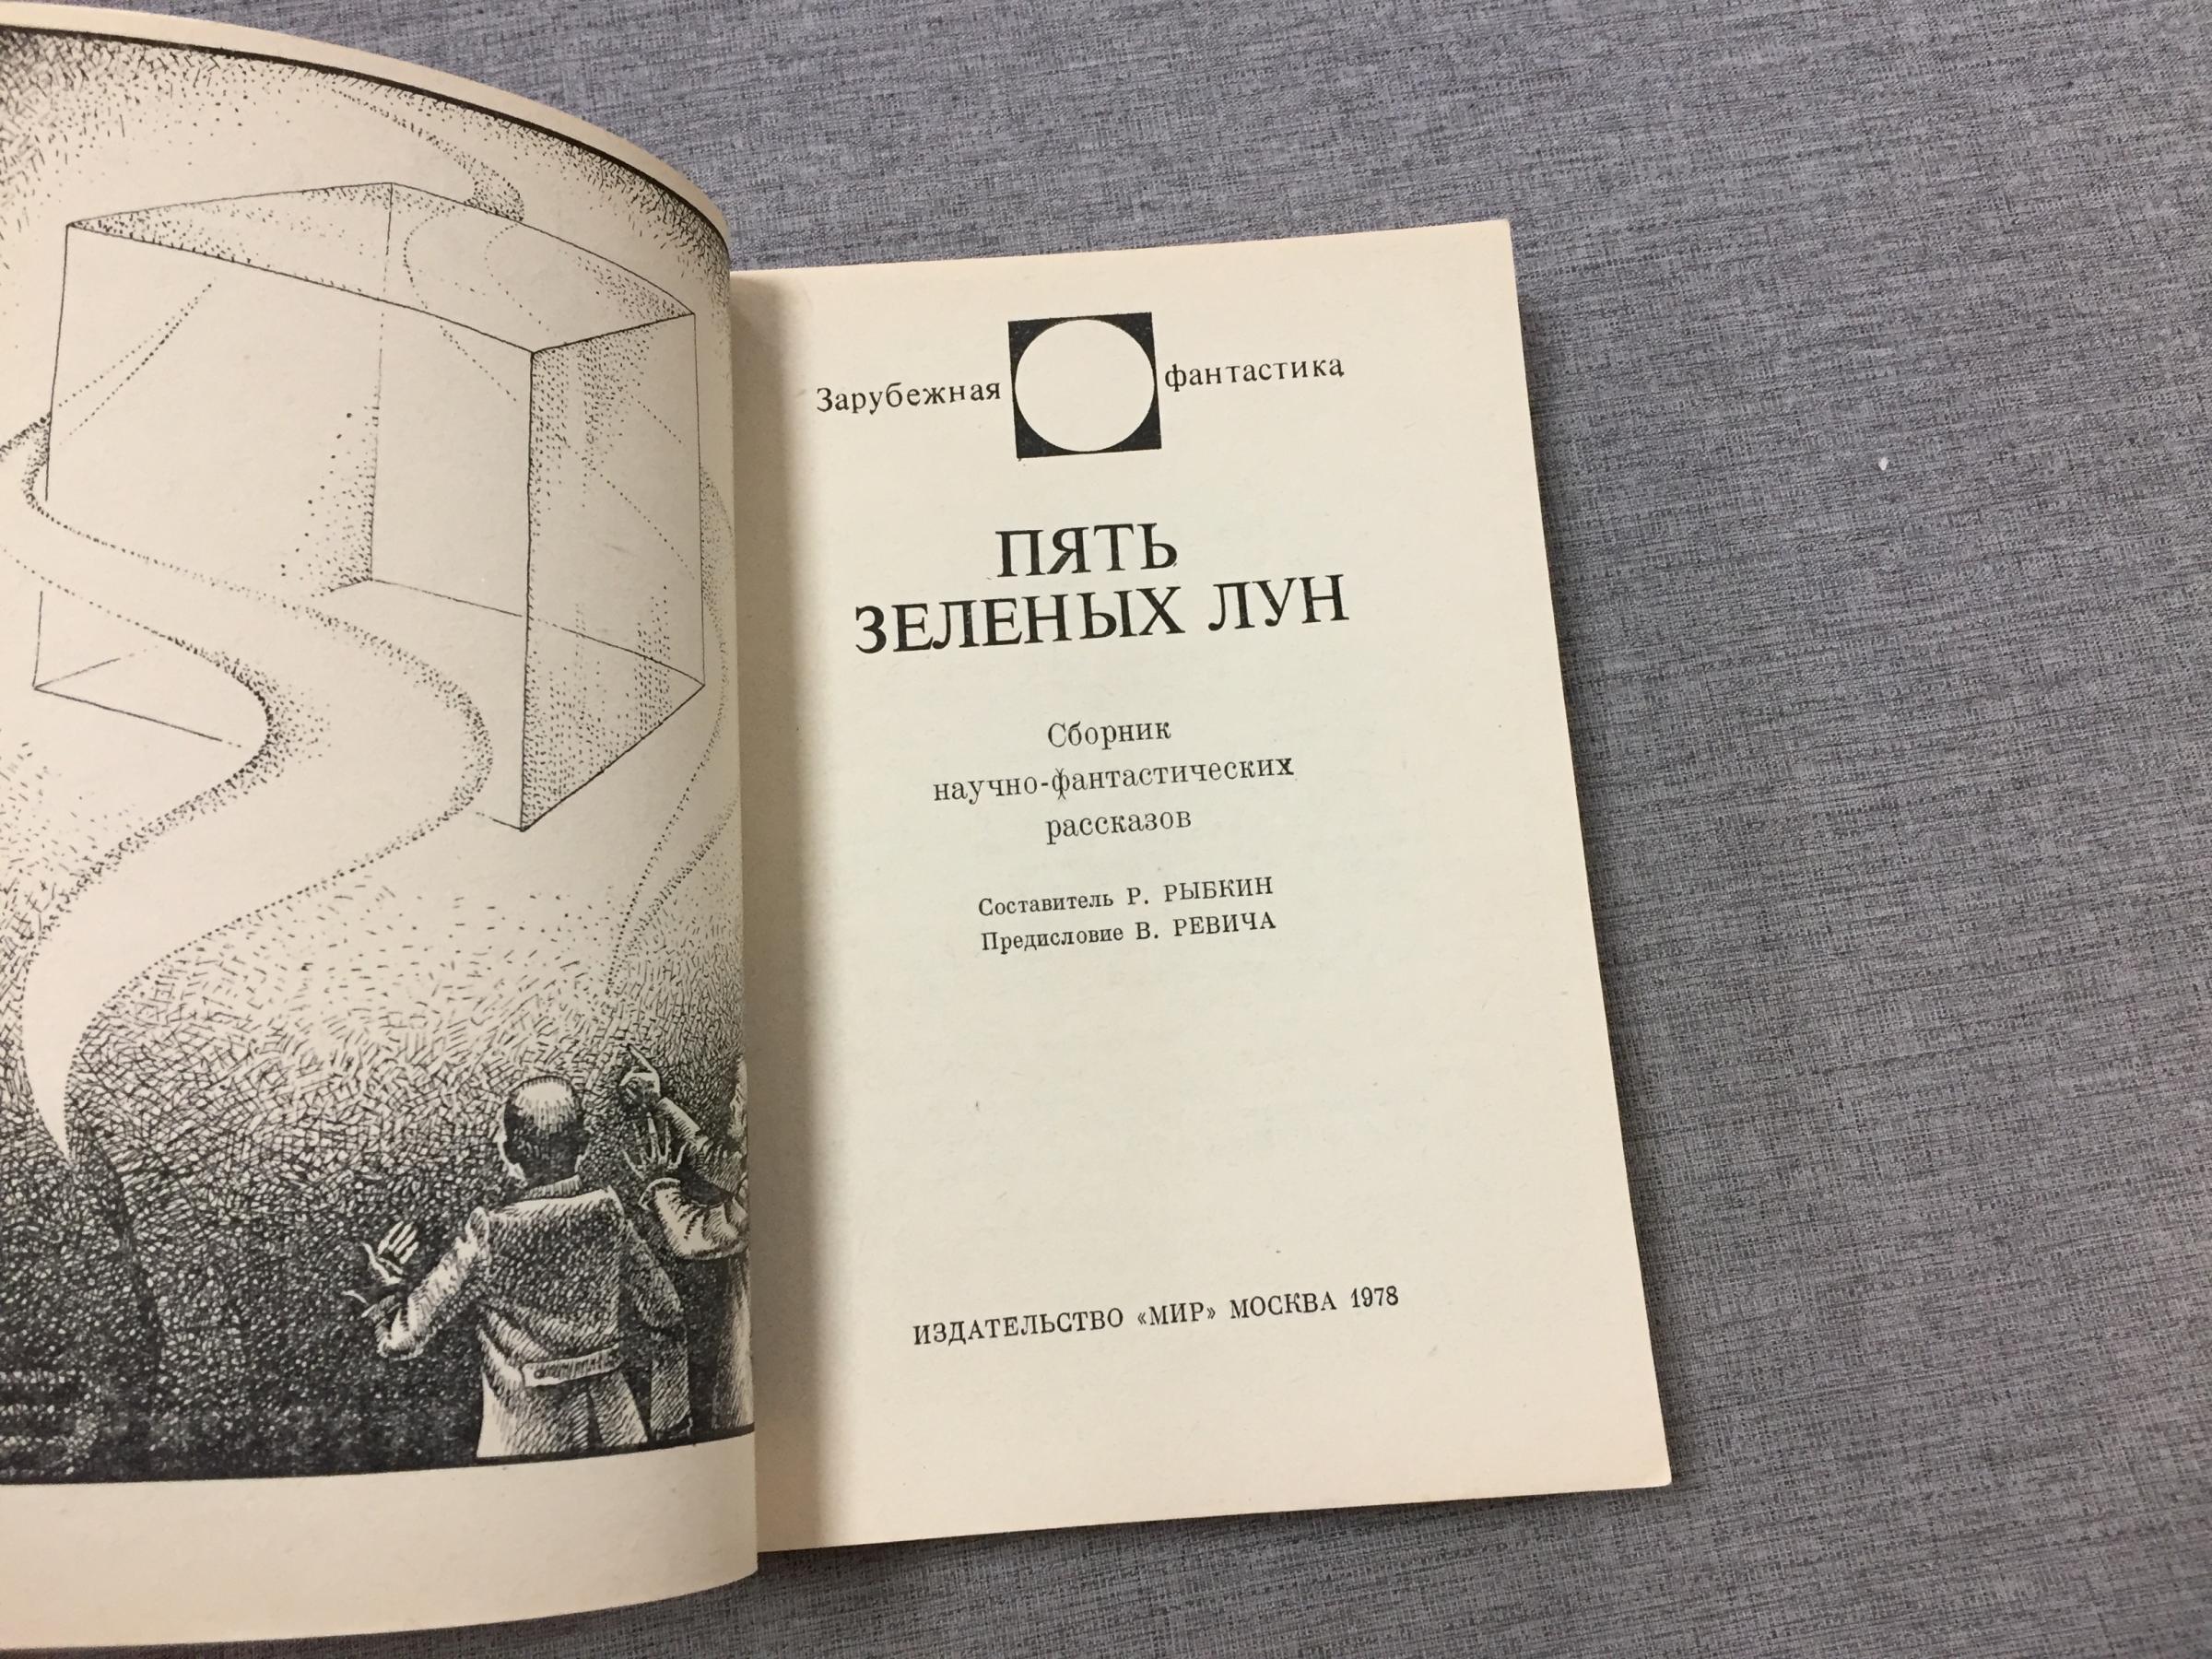 Зарубежная фантастика
ПЯТЬ
ЗЕЛЕНЫХ ЛУН
Сборник
научно-фантастических
рассказов
Составитель Р. РЫБКИН
Предисловие В. РЕВИЧА
ИЗДАТЕЛЬСТВО «МИР» МОСКВА 1978